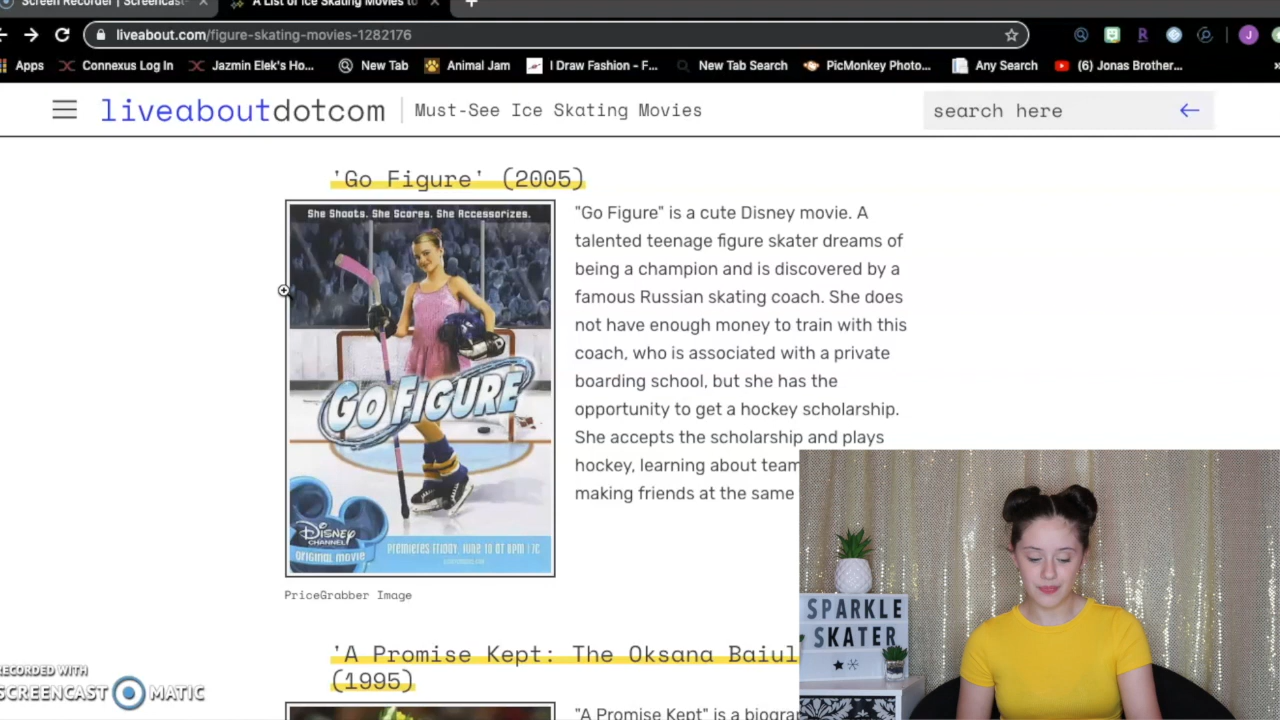 Screen Recorder | Screencast-
A List of Ice Skating Movies to
liveabout.com/figure-skating-movies-1282176
J
Apps
Connexus Log In
Jazmin Elek's Ho...
New Tab
Animal Jam
I Draw Fashion - F...
New Tab Search
PicMonkey Photo...
Any Search
(6) Jonas Brother...
liveaboutdotcom
Must-See Ice Skating Movies
search here
'Go Figure' (2005)
She Shoots. She Scores. She Accessorizes.
GO FIGURE
Disney
CHANNEL
ORIGINAL MOVIE
PREMIERES FRIDAY, JUNE 10 AT 8PM | 7C
PriceGrabber Image
"Go Figure" is a cute Disney movie. A
talented teenage figure skater dreams of
being a champion and is discovered by a
famous Russian skating coach. She does
not have enough money to train with this
coach, who is associated with a private
boarding school, but she has the
opportunity to get a hockey scholarship.
She accepts the scholarship and plays
hockey, learning about team
making friends at the same
'A Promise Kept: The Oksana Baiul
(1995)
"A Promise Kept" is a biogra
SPARKLE
SKATER
RECORDED WITH
SCREENCAST MATIC